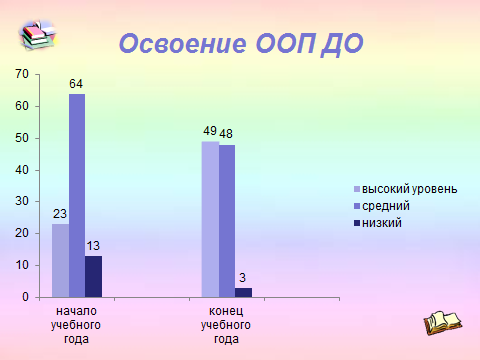 Освоение ООП ДО
70
60
50
40
30
20
10
0
23
64
13
49
48
3
начало
учебного
года
конец
учебного
года
высокий уровень
средний
низкий